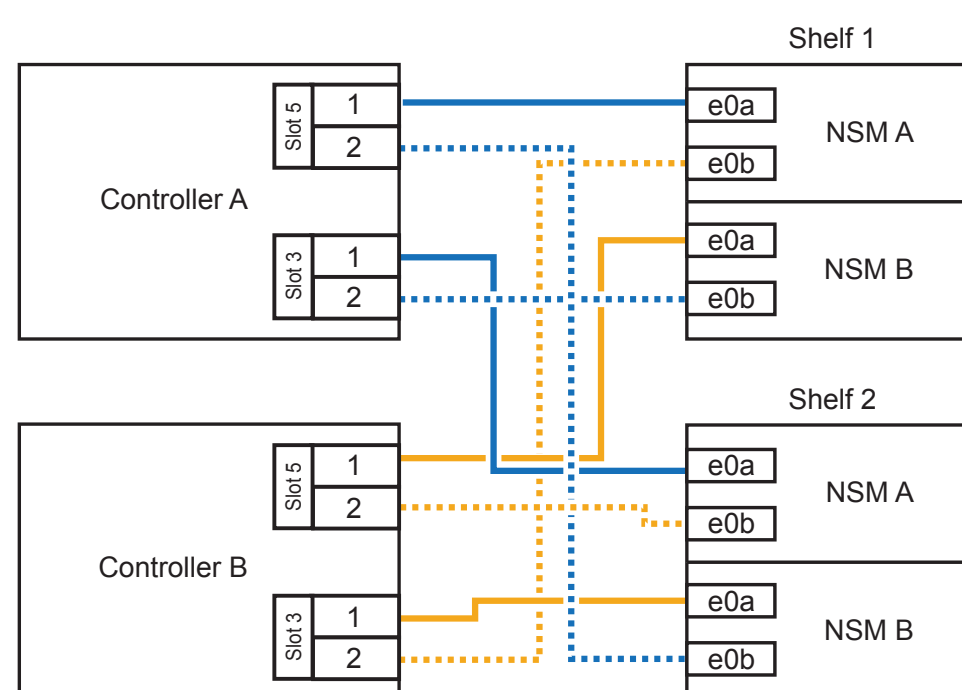 Shelf 1
Controller A
Slot 5
1
2
Slot 3
1
2
e0a
e0b
NSM A
e0a
e0b
NSM B
Shelf 2
Controller B
Slot 5
1
2
Slot 3
1
2
e0a
e0b
NSM A
e0a
e0b
NSM B